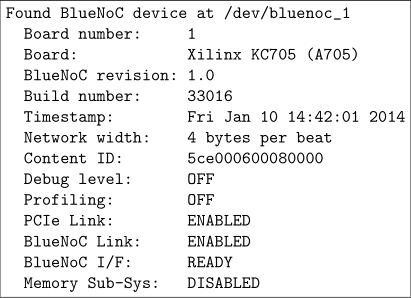 Found BlueNoC device at /dev/bluenoc_1
Board number: 1
Board: Xilinx KC705 (A705)
BlueNoC revision: 1.0
Build number: 33016
Timestamp: Fri Jan 10 14:42:01 2014
Network width: 4 bytes per beat
Content ID: 5ce000600080000
Debug level: OFF
Profiling: OFF
PCIe Link: ENABLED
BlueNoC Link: ENABLED
BlueNoC I/F: READY
Memory Sub-Sys: DISABLED